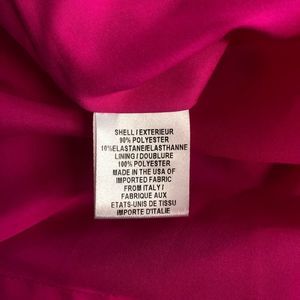 SHELL / EXTERIEUR
90% POLYESTER
10%ELASTANE/ELASTHANNE
LINING / DOUBLURE
100% POLYESTER
MADE IN THE USA OF
IMPORTED FABRIC
FROM ITALY /
FABRIQUE AUX
ETATS-UNIS DE TISSU
IMPORTE D'ITALIE